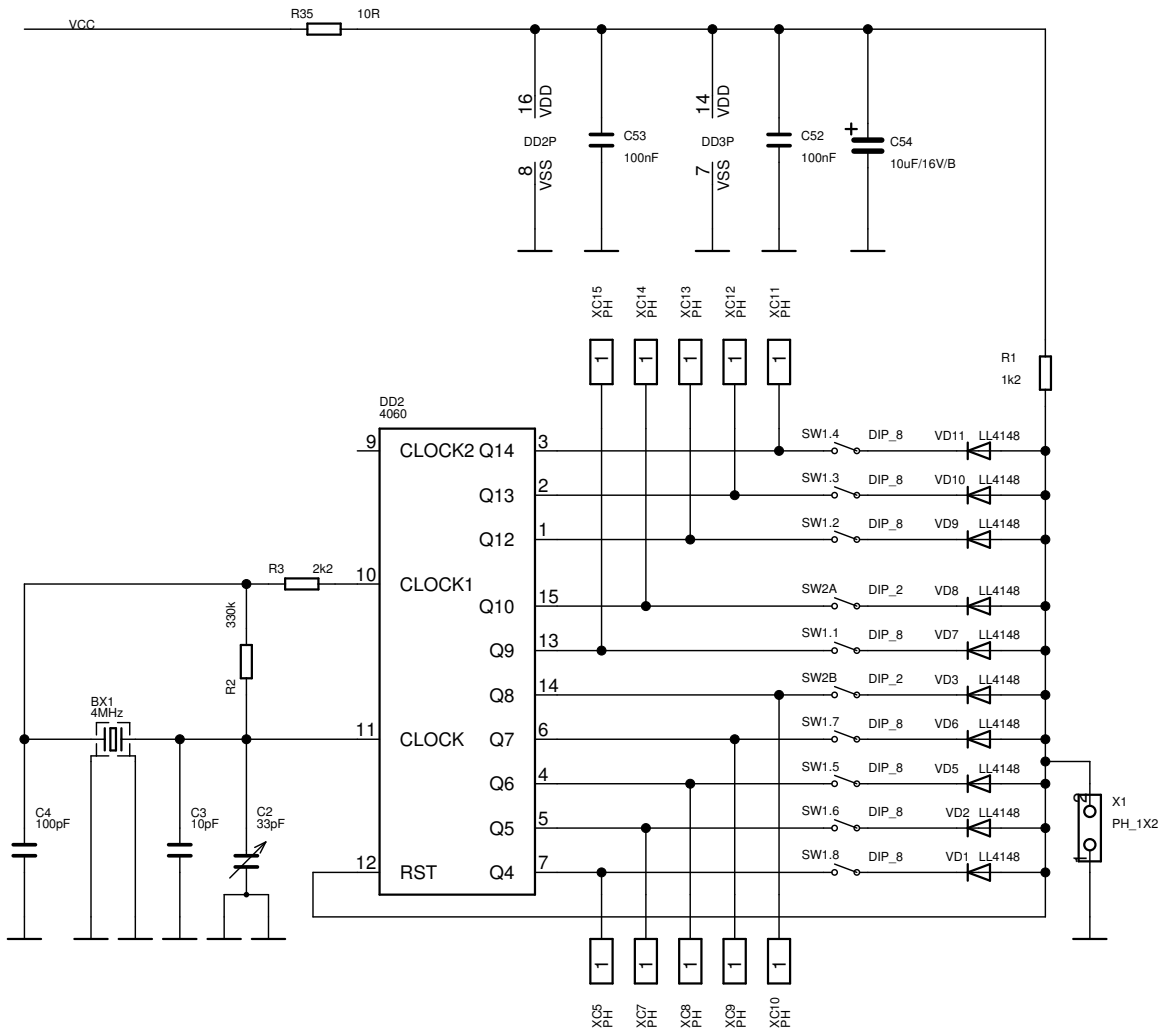 R35 10R
VCC
16 VDD
14 VDD
DD2P
C53
100nF
DD3P
C52
100nF
+
C54
10uF/16V/B
8 VSS
7 VSS
XC15 PH
XC14 PH
XC13 PH
XC12 PH
XC11 PH
1 1 1 1 1
R1
1k2
DD2
4060
9 CLOCK2 Q14 3 SW1.4 DIP_8 VD11 LL4148
Q13 2 SW1.3 DIP_8 VD10 LL4148
Q12 1 SW1.2 DIP_8 VD9 LL4148
R3 2k2 10 CLOCK1
Q10 15 SW2A DIP_2 VD8 LL4148
330k
R2
Q9 13 SW1.1 DIP_8 VD7 LL4148
Q8 14 SW2B DIP_2 VD3 LL4148
BX1
4MHz
11 CLOCK Q7 6 SW1.7 DIP_8 VD6 LL4148
Q6 4 SW1.5 DIP_8 VD5 LL4148
C4
100pF
C3
10pF
C2
33pF
Q5 5 SW1.6 DIP_8 VD2 LL4148
2
1
X1
PH_1X2
12 RST Q4 7 SW1.8 DIP_8 VD1 LL4148
1 1 1 1 1
XC5 PH
XC7 PH
XC8 PH
XC9 PH
XC10 PH